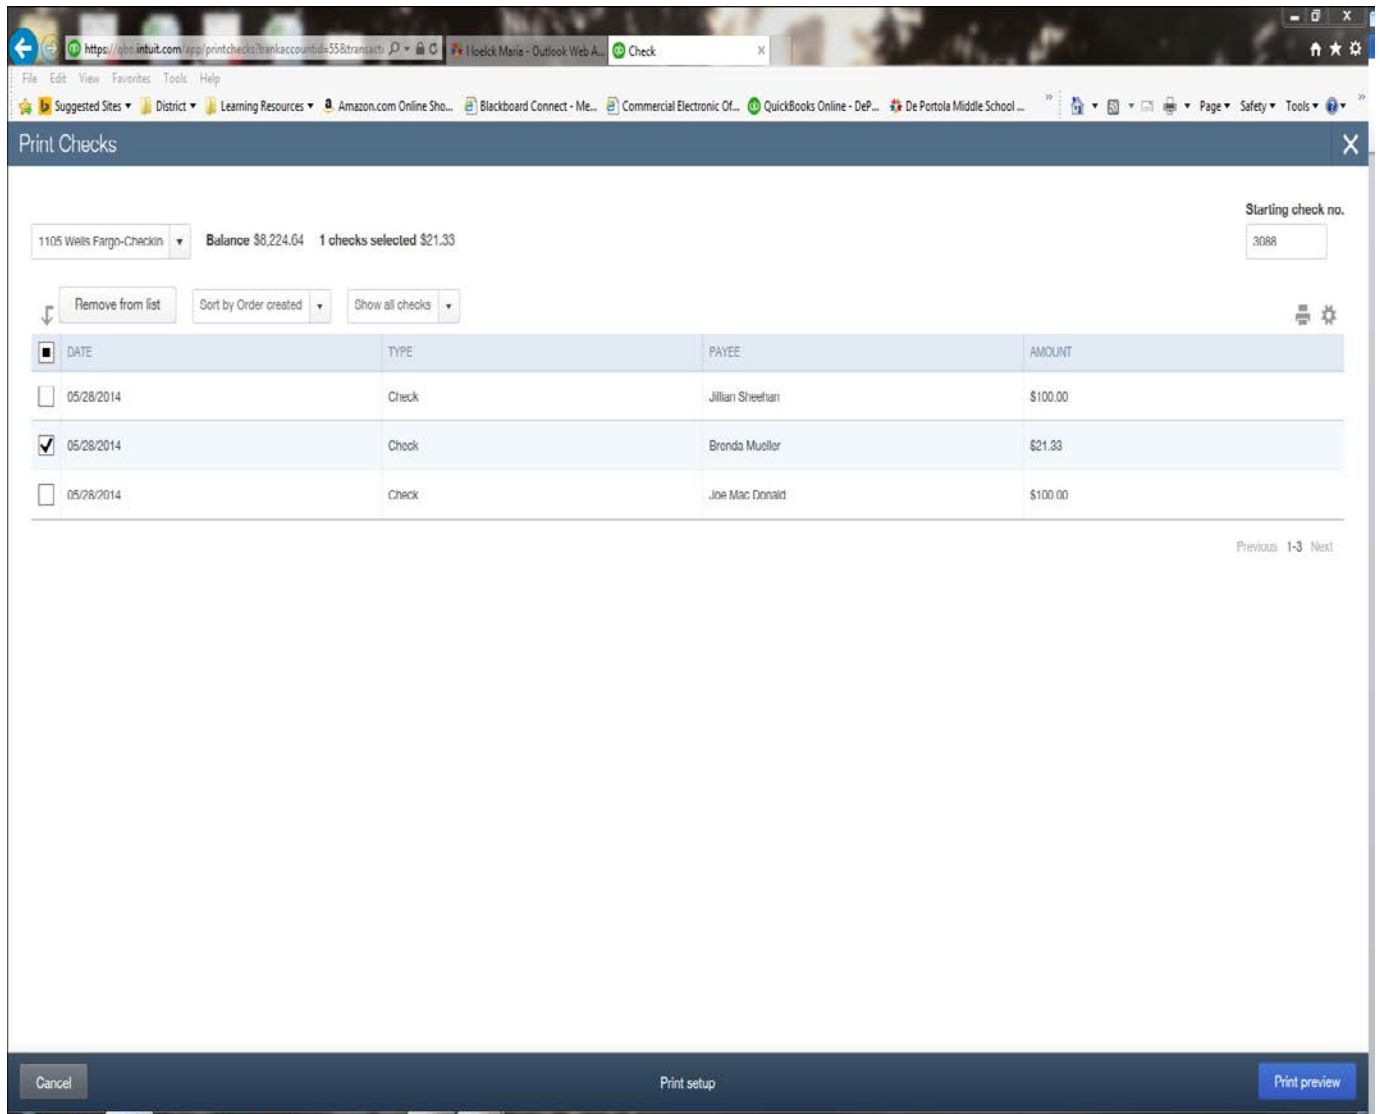 https://qbo.intuit.com/app/printchecks?bankaccountid=55&transacti
Hoelck Maria - Outlook Web A...
Check
File Edit View Favorites Tools Help
Suggested Sites District Learning Resources Amazon.com Online Sho... Blackboard Connect - Me... Commercial Electronic Of... QuickBooks Online - DeP... De Portola Middle School ... Page Safety Tools
Print Checks
Starting check no.
1105 Wells Fargo-Checkin Balance $8,224.64 1 checks selected $21.33 3088
Remove from list Sort by Order created Show all checks
DATE TYPE PAYEE AMOUNT
05/28/2014 Check Jillian Sheehan $100.00
05/28/2014 Check Brenda Mueller $21.33
05/28/2014 Check Joe Mac Donald $100.00
Previous 1-3 Next
Cancel Print setup Print preview